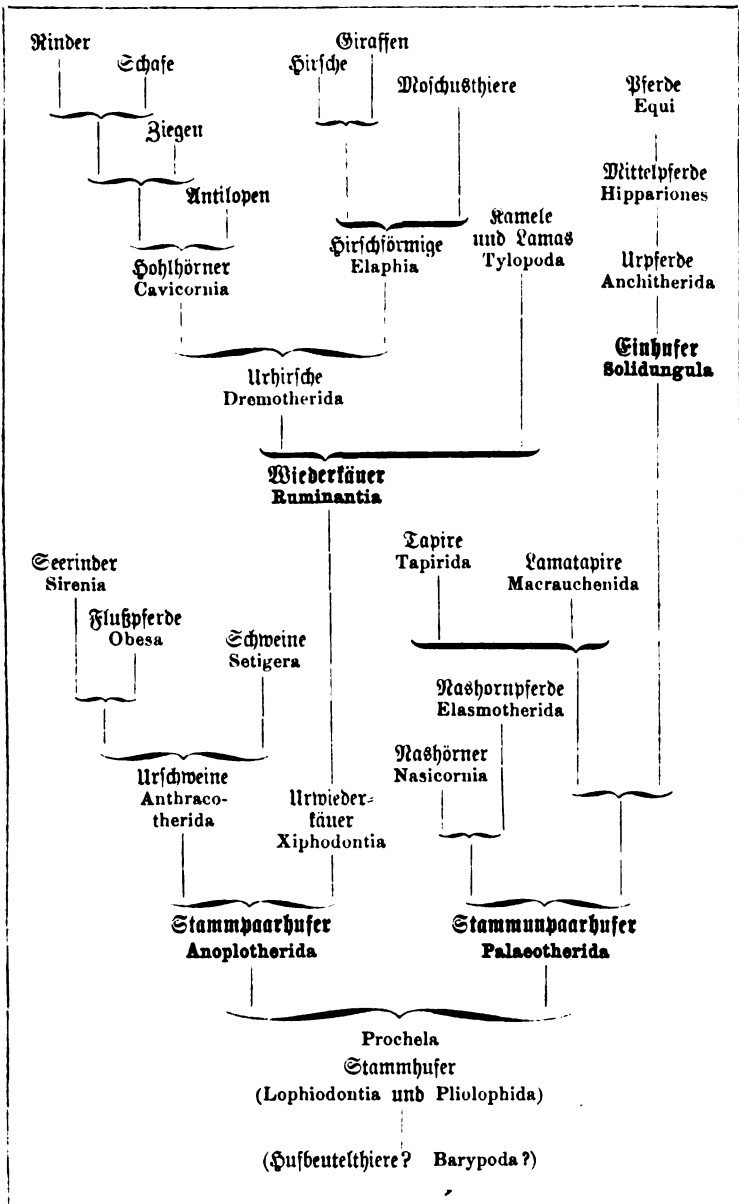 Rinder
Schafe
Ziegen
Antilopen
Hohlhörner
Cavicornia
Giraffen
Hirsche
Moschusthiere
Hirschförmige
Elaphia
Kamele
und Lamas
Tylopoda
Pferde
Equi
Mittelpferde
Hippariones
Urpferde
Anchitherida
Einhufer
Solidungula
Urhirsche
Dremotherida
Wiederkäuer
Ruminantia
Seerinder
Sirenia
Flußpferde
Obesa
Schweine
Setigera
Urschweine
Anthraco-
therida
Urwieder-
käuer
Xiphodontia
Tapire
Tapirida
Lamatapire
Macrauchenida
Nashornpferde
Elasmotherida
Nashörner
Nasicornia
Stammpaarhufer
Anoplotherida
Stammunpaarhufer
Palaeotherida
Prochela
Stammhufer
(Lophiodontia und Pliolophida)
(Hufbeutelthiere? Barypoda?)